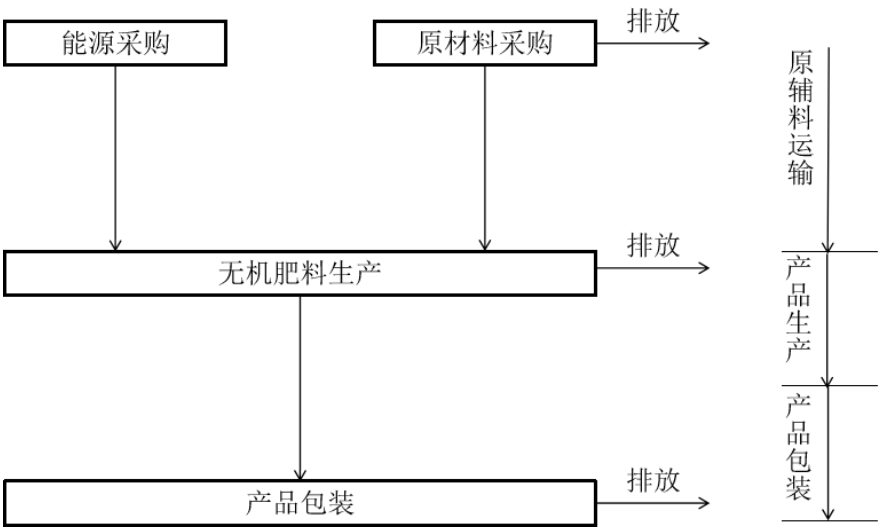 能源采购
原材料采购
排放
原辅料运输
无机肥料生产
排放
产品生产
产品包装
产品包装
排放